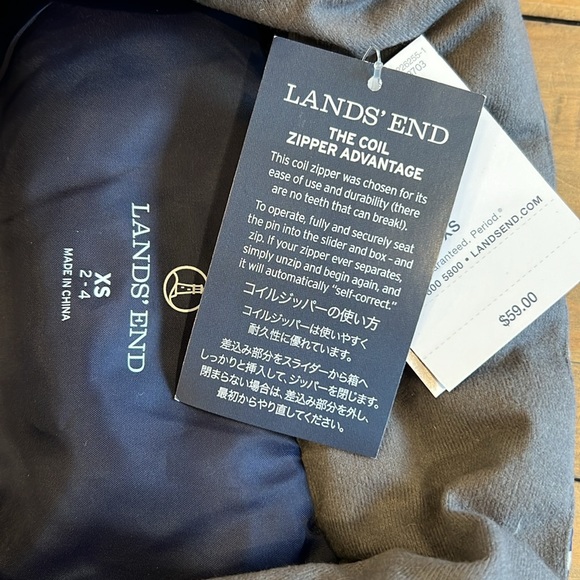 LANDS' END
THE COIL
ZIPPER ADVANTAGE
This coil zipper was chosen for its
ease of use and durability (there
are no teeth that can break!).
To operate, fully and securely seat
the pin into the slider and box - and
zip. If your zipper ever separates,
simply unzip and begin again, and
it will automatically "self-correct."
コイルジッパーの使い方
コイルジッパーは使いやすく
耐久性に優れています。
差込み部分をスライダーから箱へ
しっかりと挿入して、ジッパーを閉じます。
閉まらない場合は、差込み部分を外し、
最初からやり直してください。
LANDS' END
XS
2 - 4
MADE IN CHINA
XS
Period.®
5800 • LANDSEND.COM
$59.00